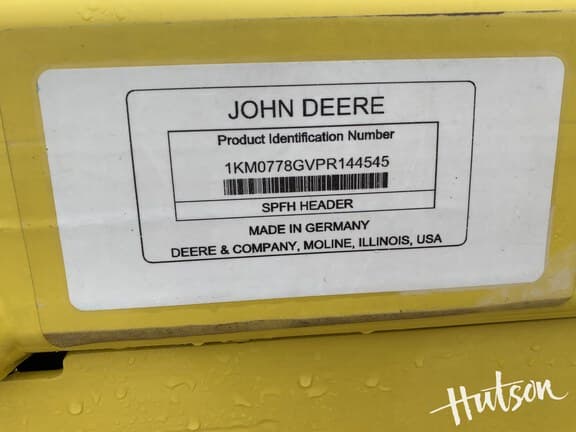 JOHN DEERE
Product Identification Number
1KM0778GVPR144545
SPFH HEADER
MADE IN GERMANY
DEERE & COMPANY, MOLINE, ILLINOIS, USA
Hutson